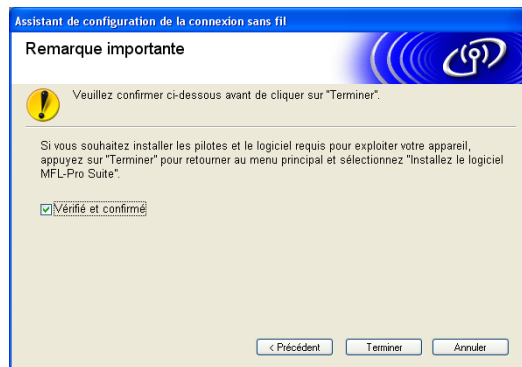 Assistant de configuration de la connexion sans fil
Remarque importante
Veuillez confirmer ci-dessous avant de cliquer sur "Terminer".
Si vous souhaitez installer les pilotes et le logiciel requis pour exploiter votre appareil,
appuyez sur "Terminer" pour retourner au menu principal et sélectionnez "Installez le logiciel
MFL-Pro Suite".
Vérifié et confirmé
< Précédent
Terminer
Annuler